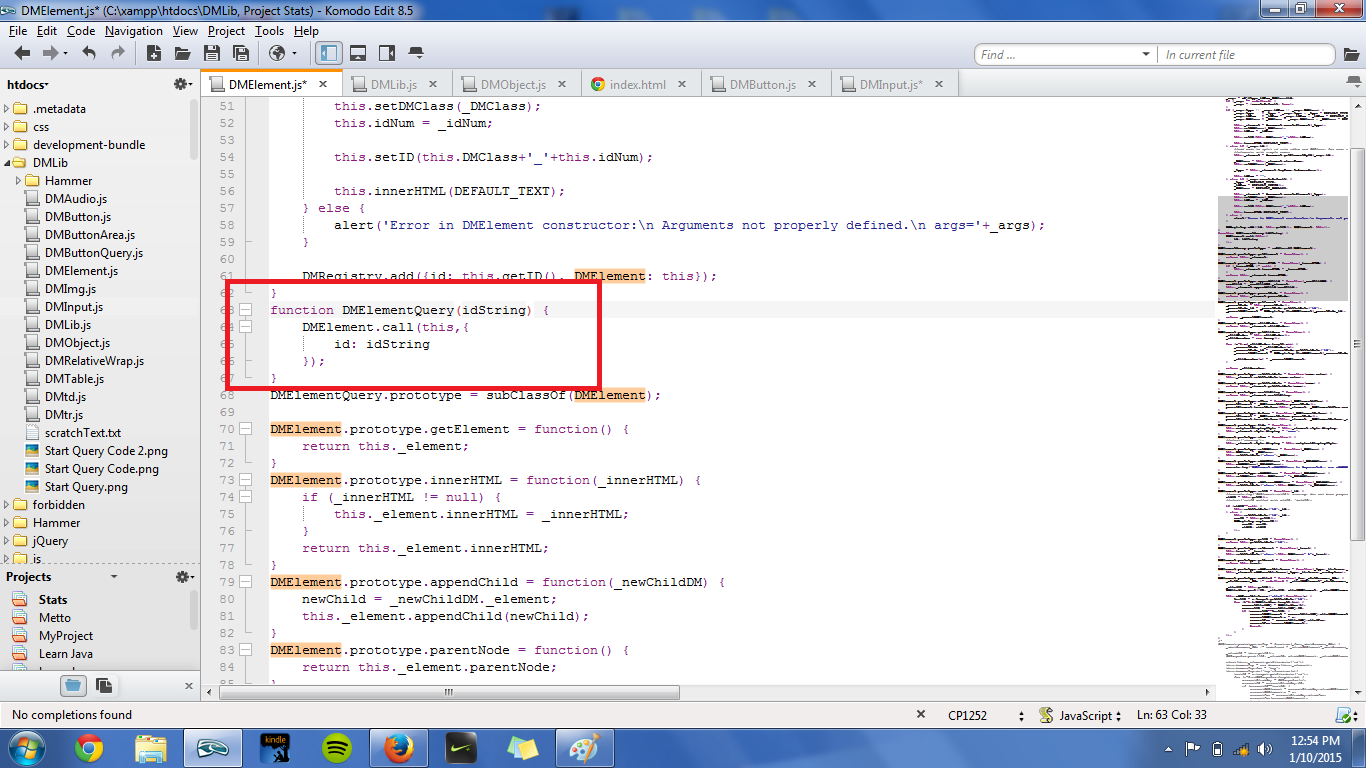 DMElement.js* (C:\xampp\htdocs\DMLib, Project Stats) - Komodo Edit 8.5
File Edit Code Navigation View Project Tools Help
Find ...
In current file
htdocs
DMElement.js*
DMLib.js
DMObject.js
index.html
DMButton.js
DMInput.js*
.metadata
css
development-bundle
DMLib
Hammer
DMAudio.js
DMButton.js
DMButtonArea.js
DMButtonQuery.js
DMElement.js
DMImg.js
DMInput.js
DMLib.js
DMObject.js
DMRelativeWrap.js
DMTable.js
DMtd.js
DMtr.js
scratchText.txt
Start Query Code 2.png
Start Query Code.png
Start Query.png
forbidden
Hammer
jQuery
js
Projects
Stats
Metto
MyProject
Learn Java
51 this.setDMClass(_DMClass);
52 this.idNum = _idNum;
53
54 this.setID(this.DMClass+'_'+this.idNum);
55
56 this.innerHTML(DEFAULT_TEXT);
57 } else {
58 alert('Error in DMElement constructor:\n Arguments not properly defined.\n args='+_args);
59 }
60
61 DMRegistry.add({id: this.getID(), DMElement: this});
62 }
63 function DMElementQuery(idString) {
64 DMElement.call(this,{
65 id: idString
66 });
67 }
68 DMElementQuery.prototype = subClassOf(DMElement);
69
70 DMElement.prototype.getElement = function() {
71 return this._element;
72 }
73 DMElement.prototype.innerHTML = function(_innerHTML) {
74 if (_innerHTML != null) {
75 this._element.innerHTML = _innerHTML;
76 }
77 return this._element.innerHTML;
78 }
79 DMElement.prototype.appendChild = function(_newChildDM) {
80 newChild = _newChildDM._element;
81 this._element.appendChild(newChild);
82 }
83 DMElement.prototype.parentNode = function() {
84 return this._element.parentNode;
85 }
No completions found
CP1252
JavaScript
Ln: 63 Col: 33
kindle
12:54 PM
1/10/2015